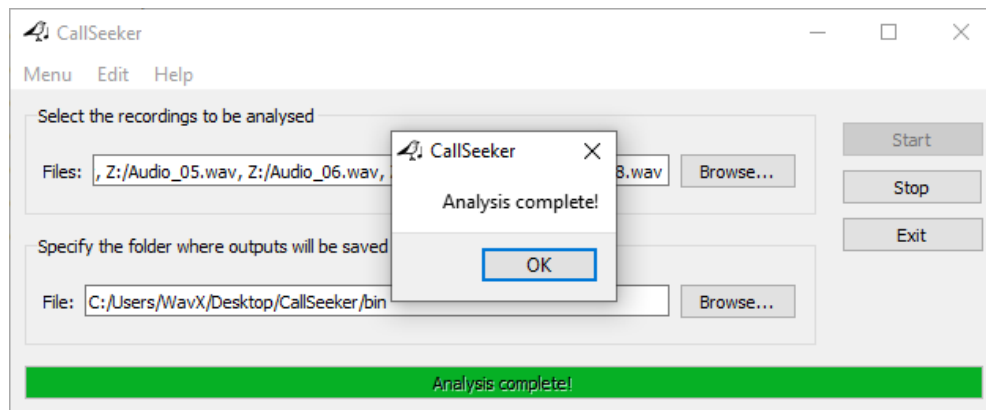 CallSeeker
Menu Edit Help
Select the recordings to be analysed
Files: , Z:/Audio_05.wav, Z:/Audio_06.wav, 8.wav Browse...
Start
Stop
Exit
CallSeeker
Analysis complete!
OK
Specify the folder where outputs will be saved
File: C:/Users/WavX/Desktop/CallSeeker/bin Browse...
Analysis complete!